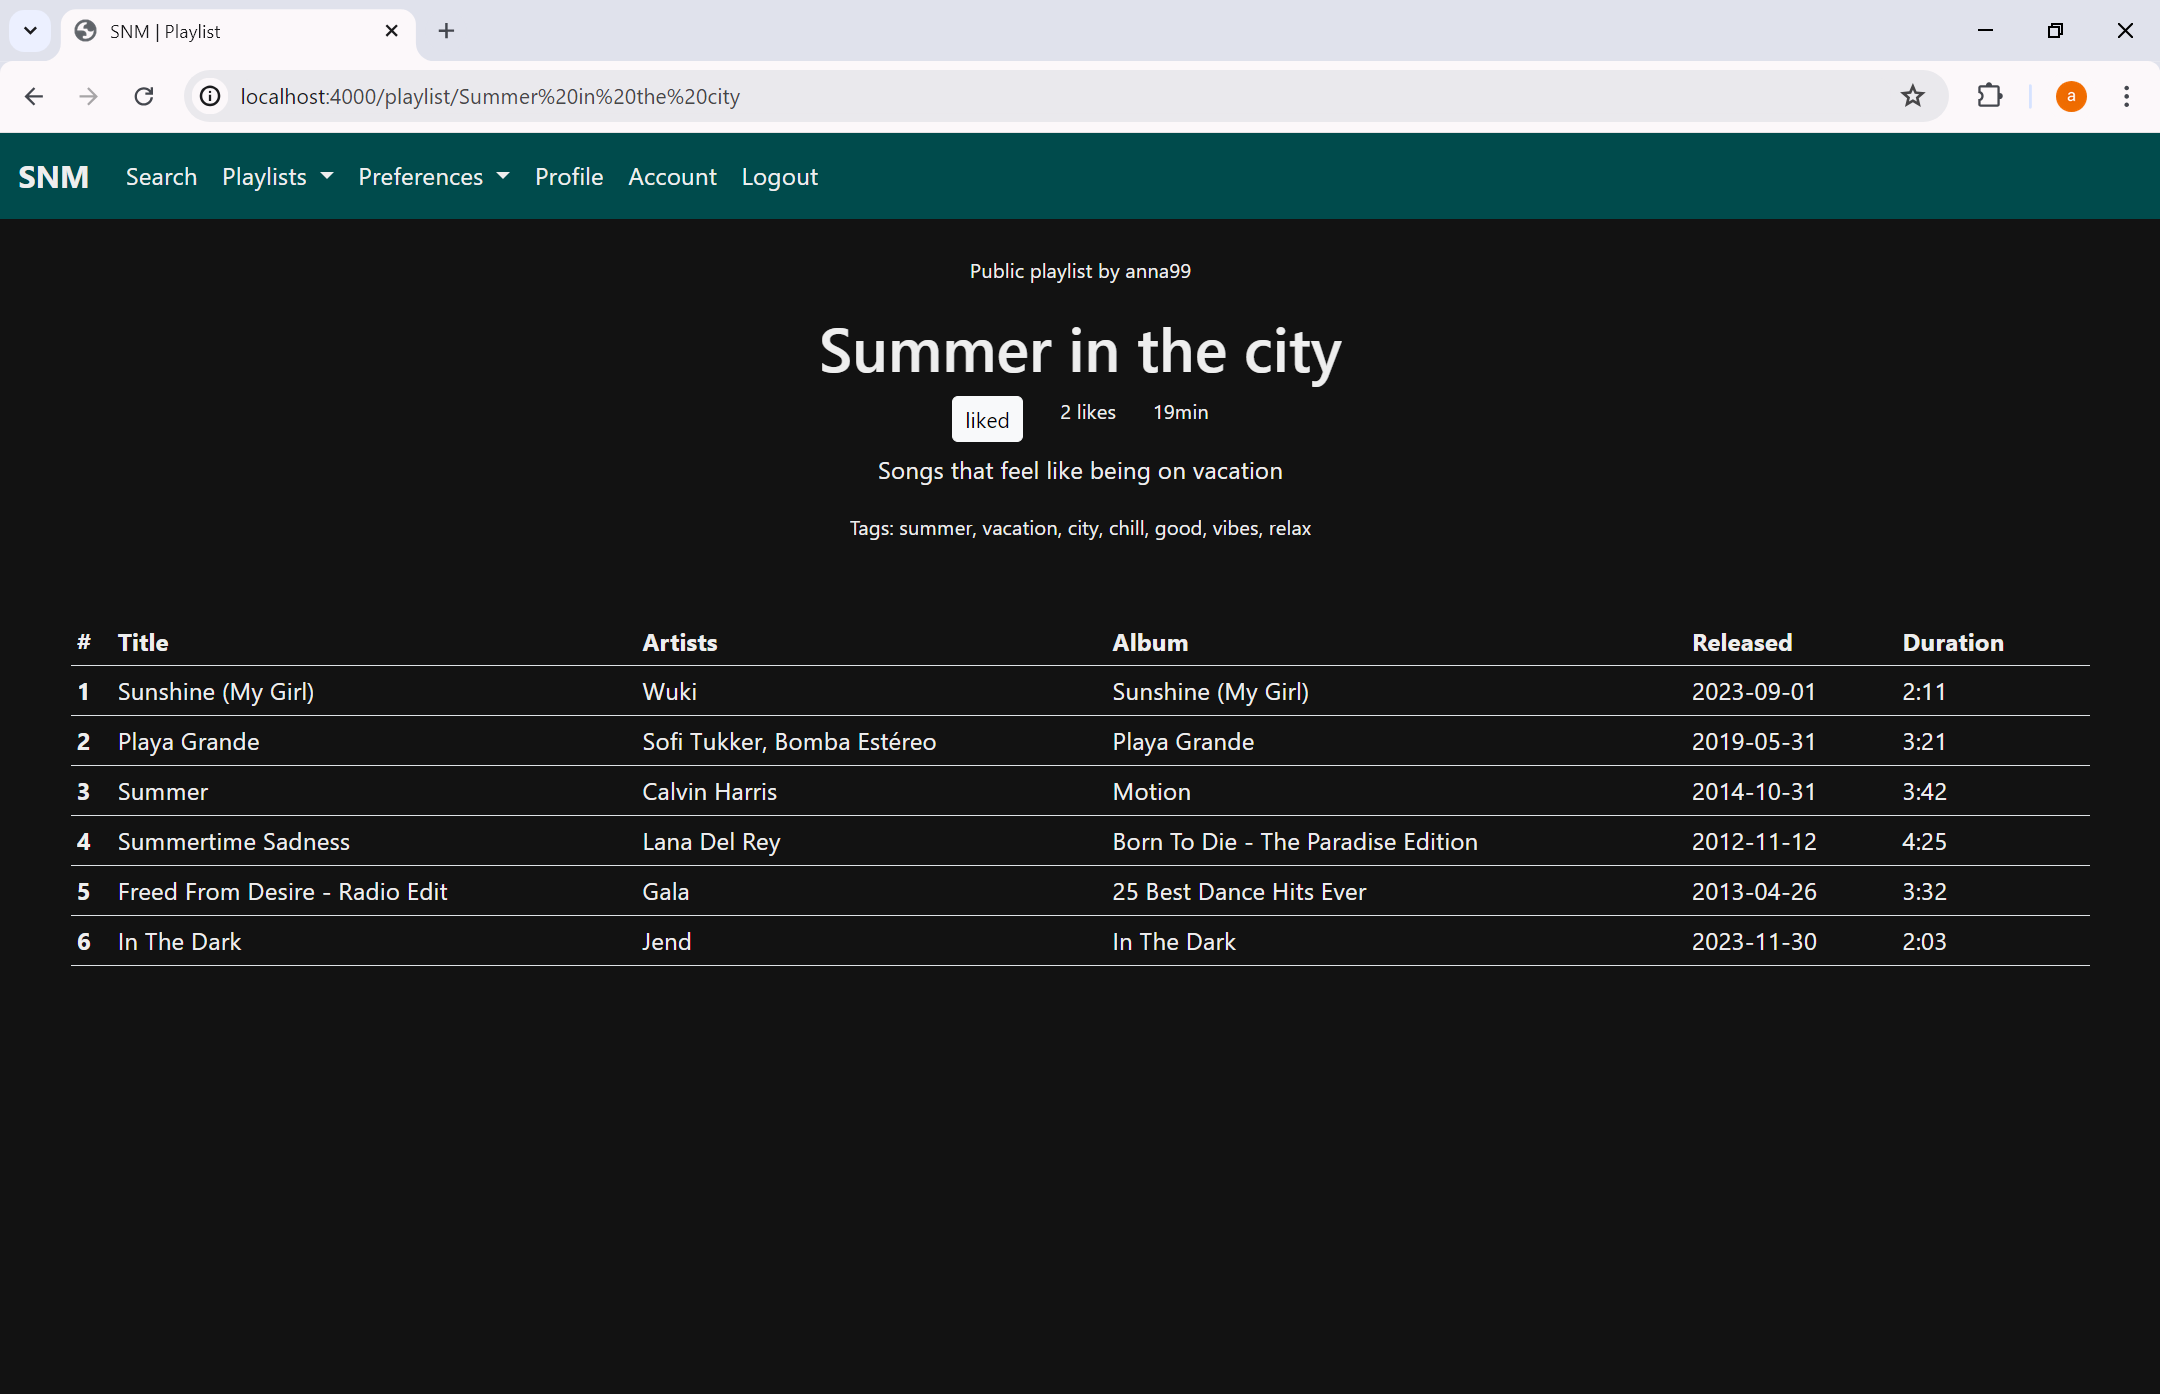 SNM | Playlist
localhost:4000/playlist/Summer%20in%20the%20city
a
SNM Search Playlists Preferences Profile Account Logout
Public playlist by anna99
Summer in the city
liked 2 likes 19min
Songs that feel like being on vacation
Tags: summer, vacation, city, chill, good, vibes, relax
# Title Artists Album Released Duration
1 Sunshine (My Girl) Wuki Sunshine (My Girl) 2023-09-01 2:11
2 Playa Grande Sofi Tukker, Bomba Estéreo Playa Grande 2019-05-31 3:21
3 Summer Calvin Harris Motion 2014-10-31 3:42
4 Summertime Sadness Lana Del Rey Born To Die - The Paradise Edition 2012-11-12 4:25
5 Freed From Desire - Radio Edit Gala 25 Best Dance Hits Ever 2013-04-26 3:32
6 In The Dark Jend In The Dark 2023-11-30 2:03